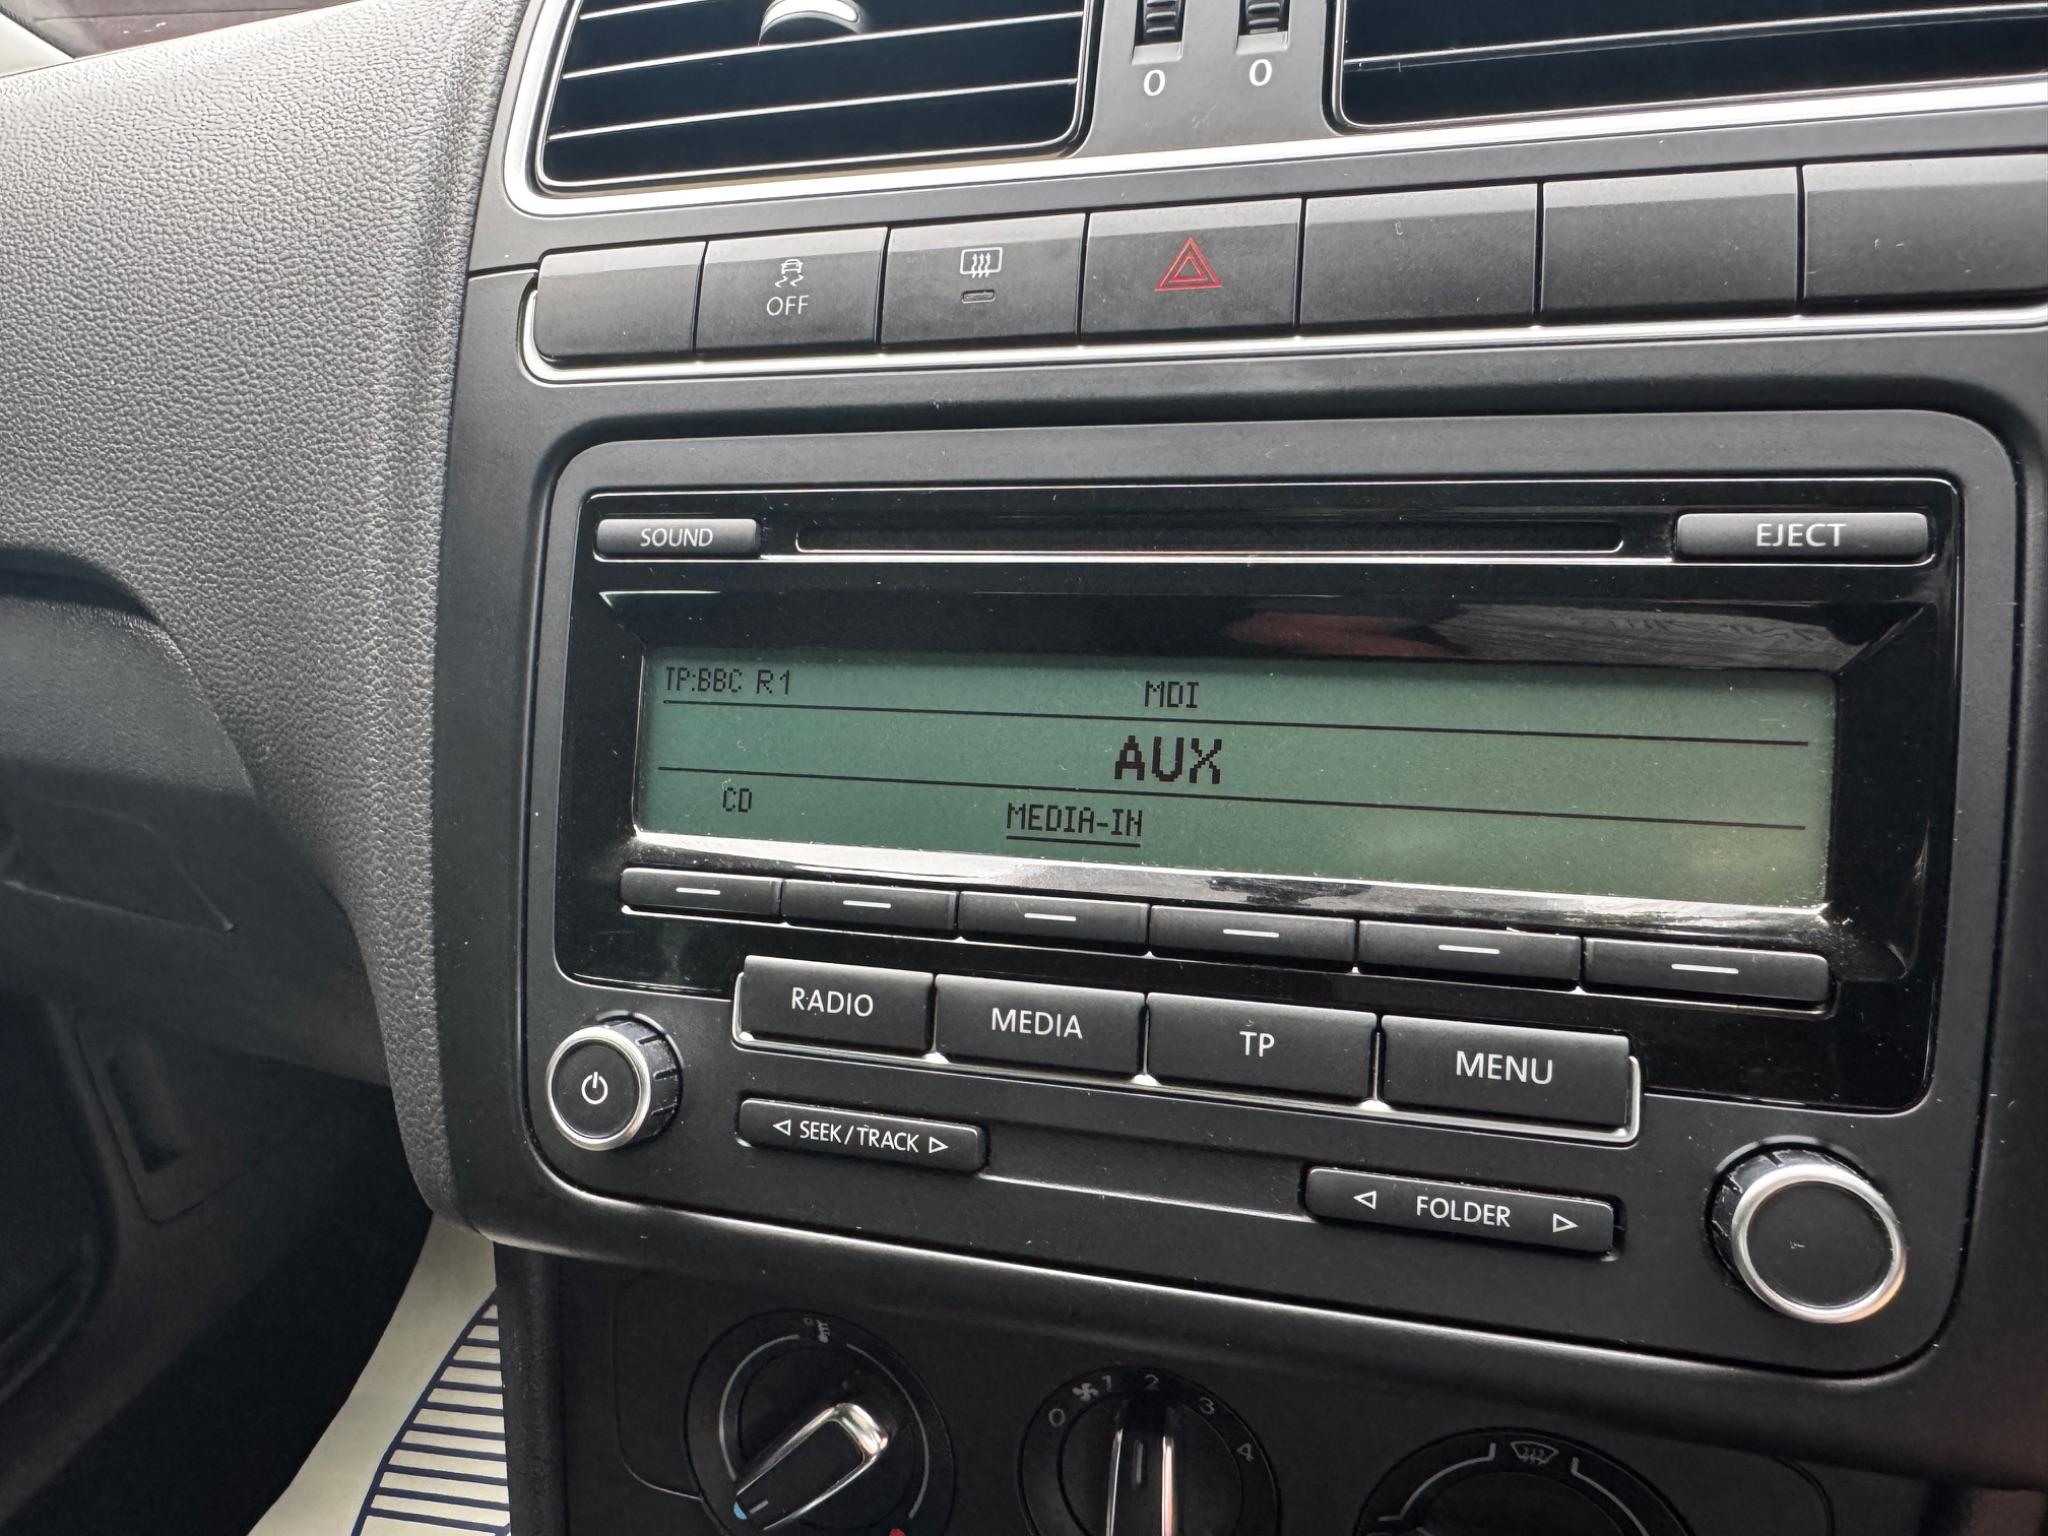 0 0
OFF
SOUND
EJECT
TP:BBC R1
MDI
AUX
CD
MEDIA-IN
RADIO
MEDIA
TP
MENU
◁ SEEK/TRACK ▷
◁ FOLDER ▷
0 1 2 3 4